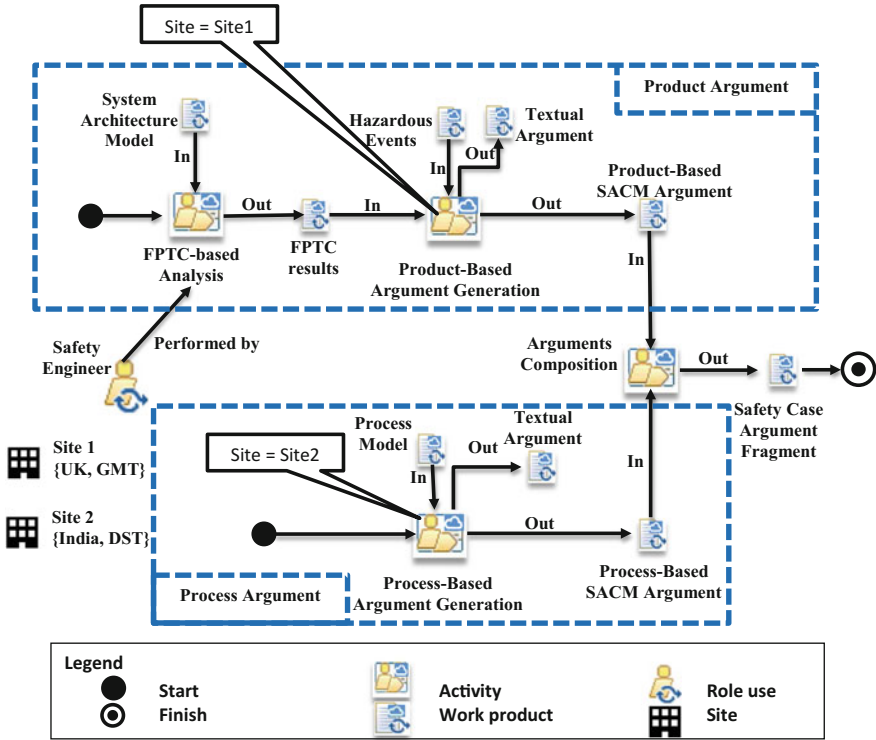 Site = Site1
Product Argument
System
Architecture
Model
In
Hazardous
Events
In
Out
Textual
Argument
Product-Based
SACM Argument
Out
In
Out
FPTC-based
Analysis
FPTC
results
Product-Based
Argument Generation
In
Safety
Engineer
Performed by
Arguments
Composition
Out
Safety Case
Argument
Fragment
Site 1
{UK, GMT}
Site 2
{India, DST}
Site = Site2
Process
Model
In
Out
Textual
Argument
In
Out
Process-Based
Argument Generation
Process-Based
SACM Argument
Process Argument
Legend
Start
Finish
Activity
Work product
Role use
Site